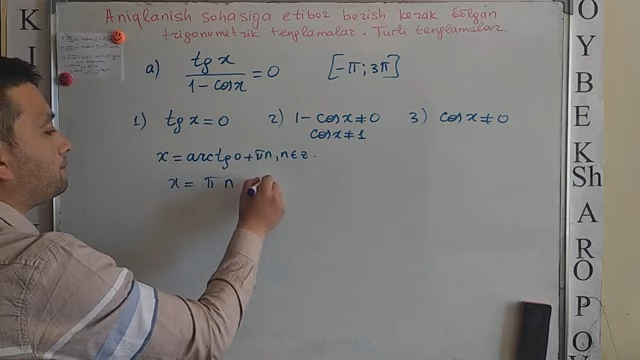 Aniqlanish sohasiga etibor berish kerak bo'lgan
trigonometrik tenglamalar. Turli tenglamalar.
a) tg x / (1 - cos x) = 0 [-π; 3π]
1) tg x = 0 2) 1 - cos x ≠ 0 3) cos x ≠ 0
cos x ≠ 1
x = arctg 0 + πn, n ∈ z.
x = π n
K
I
O
Y
B
E
K
Sh
A
R
O
P
O
V